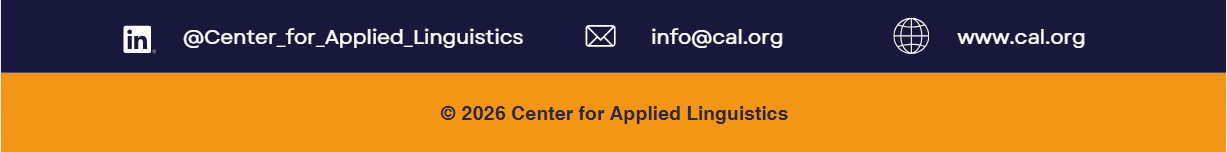 in @Center_for_Applied_Linguistics info@cal.org www.cal.org
© 2026 Center for Applied Linguistics